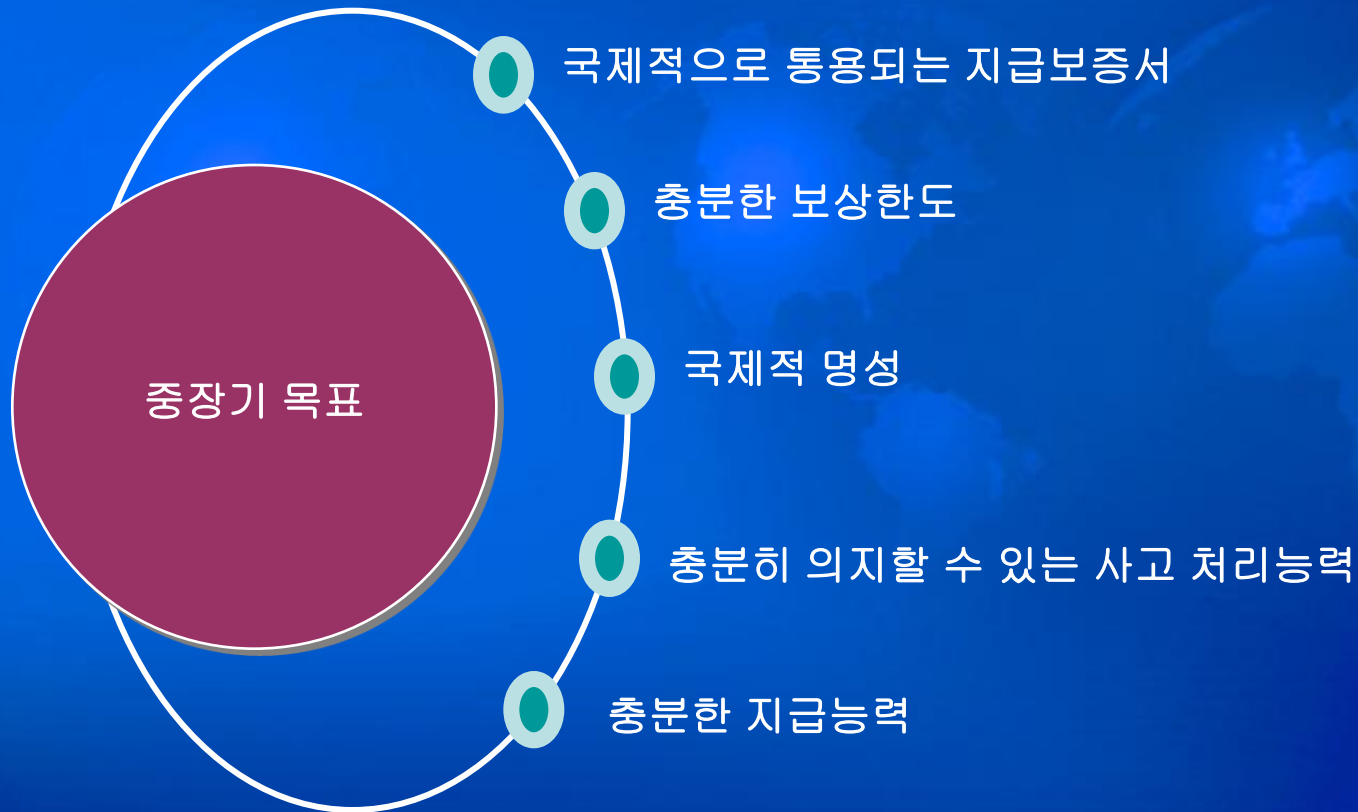 국제적으로 통용되는 지급보증서
충분한 보상한도
국제적 명성
중장기 목표
충분히 의지할 수 있는 사고 처리능력
충분한 지급능력